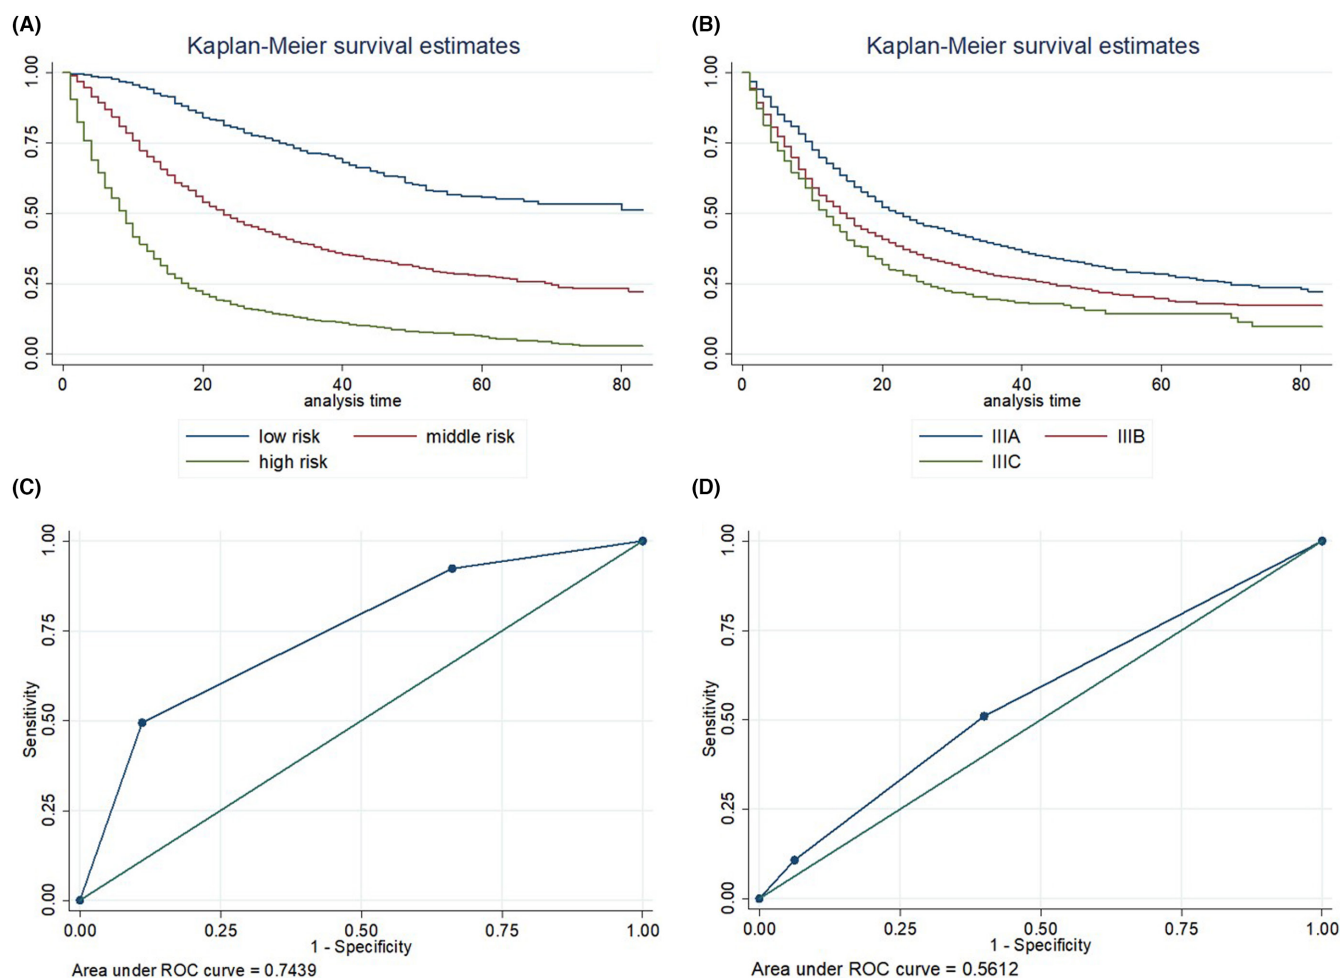 (A)
Kaplan-Meier survival estimates
1.00
0.75
0.50
0.25
0.00
0 20 40 60 80
analysis time
low risk middle risk
high risk
(B)
Kaplan-Meier survival estimates
1.00
0.75
0.50
0.25
0.00
0 20 40 60 80
analysis time
IIIA IIIB
IIIC
(C)
Sensitivity
1.00
0.75
0.50
0.25
0.00
0.00 0.25 0.50 0.75 1.00
1 - Specificity
Area under ROC curve = 0.7439
(D)
Sensitivity
1.00
0.75
0.50
0.25
0.00
0.00 0.25 0.50 0.75 1.00
1 - Specificity
Area under ROC curve = 0.5612